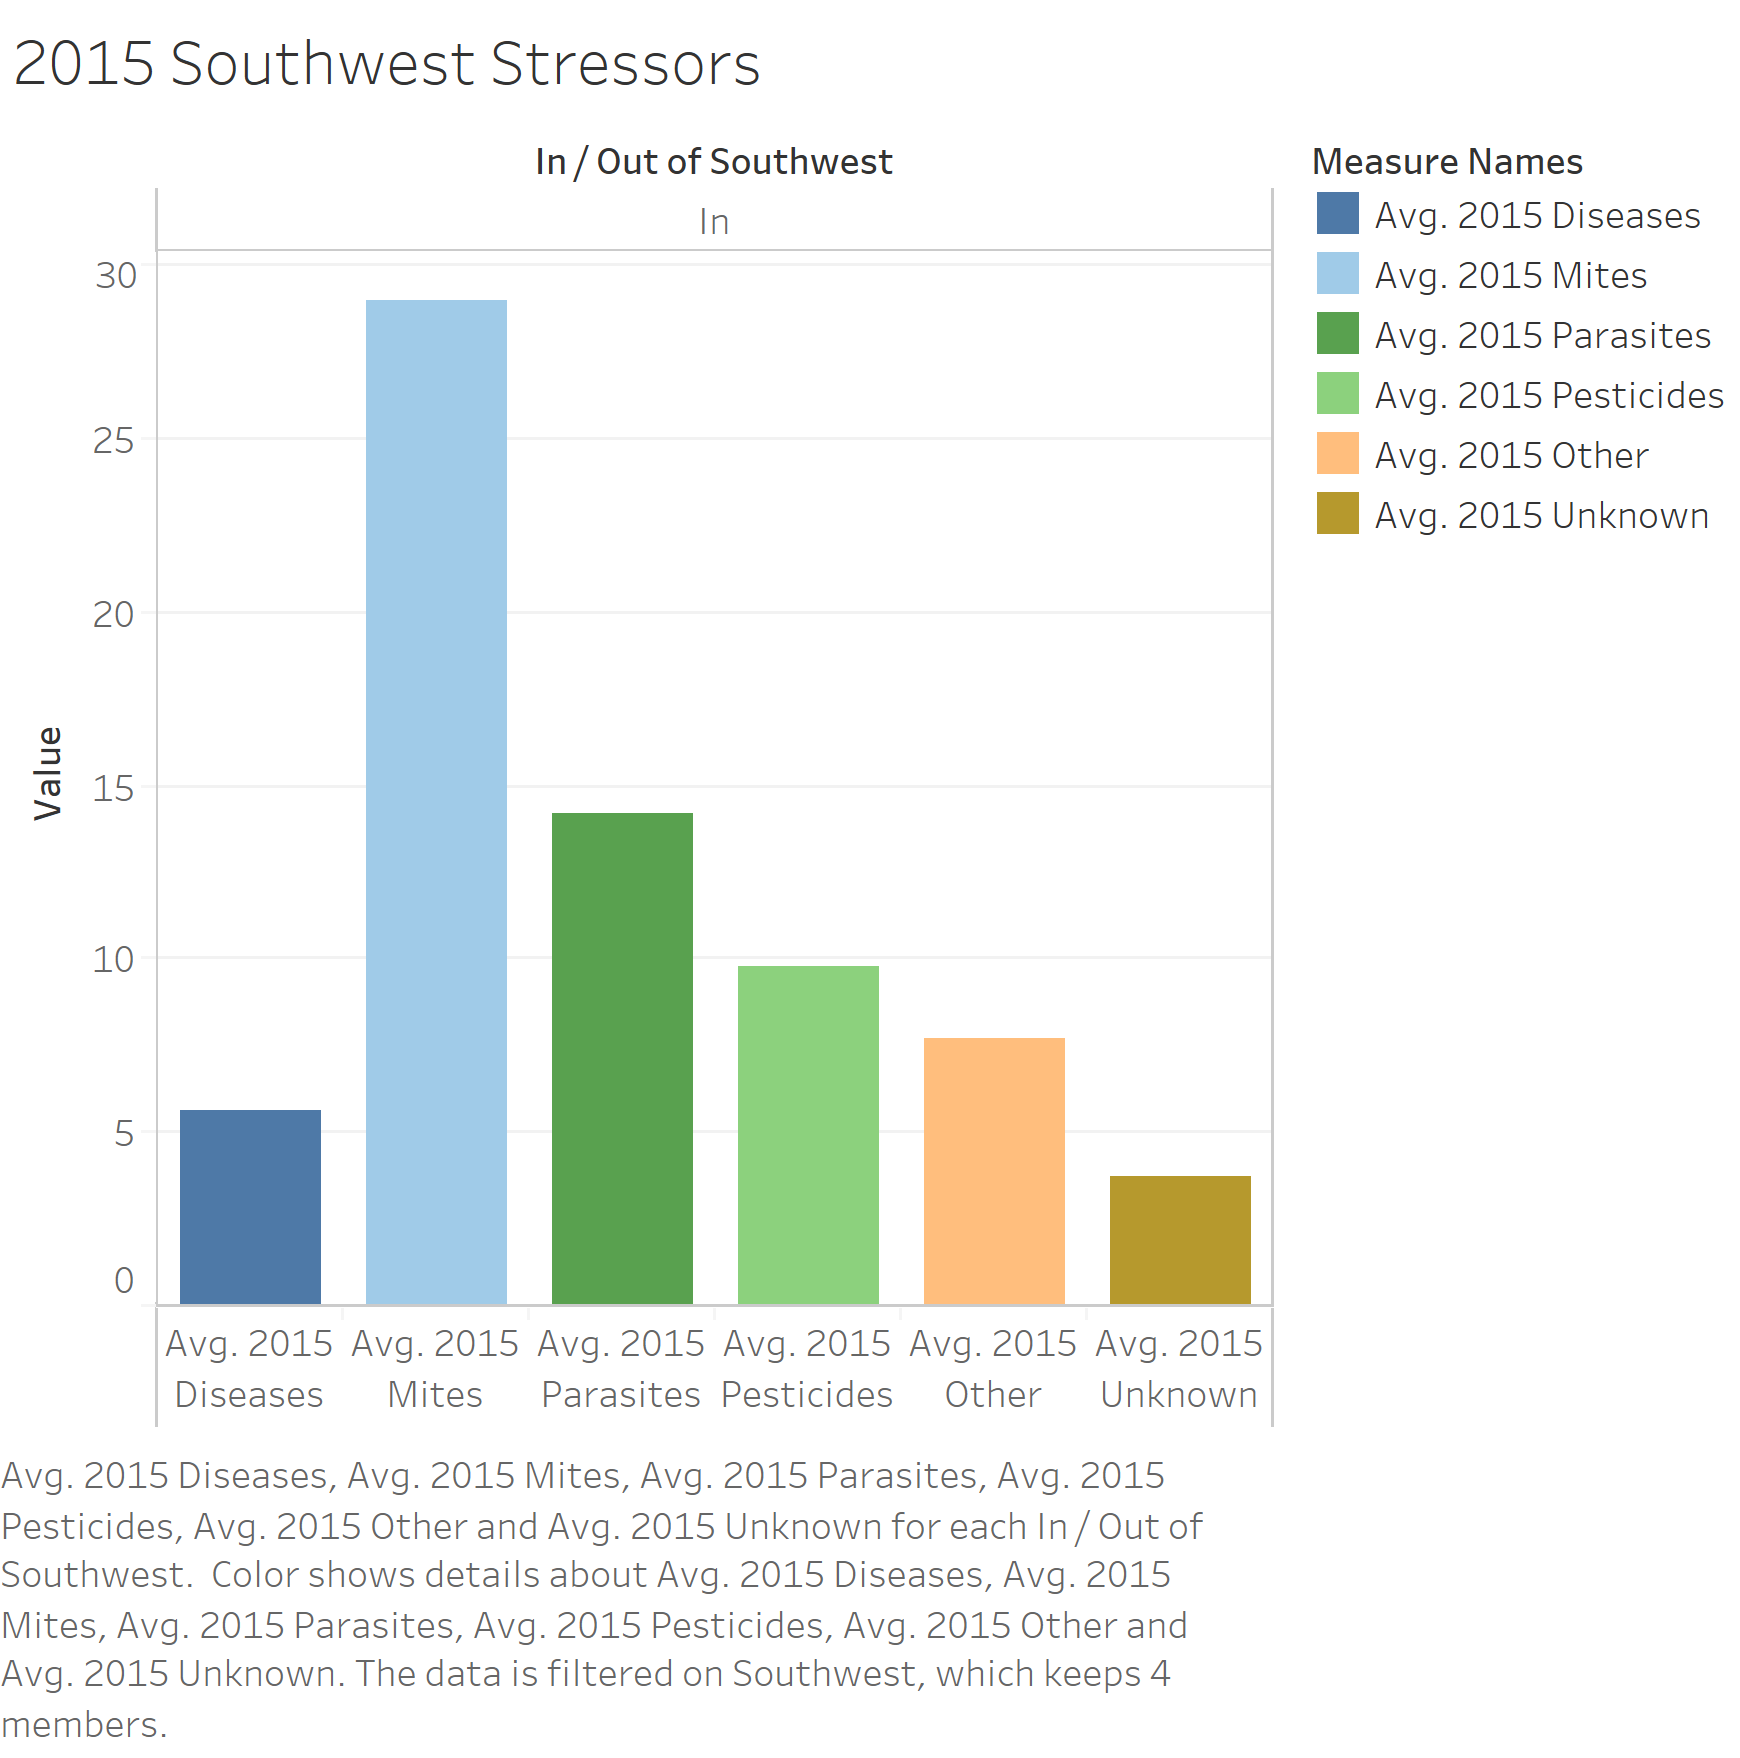 2015 Southwest Stressors
In / Out of Southwest
In
Measure Names
Avg. 2015 Diseases
Avg. 2015 Mites
Avg. 2015 Parasites
Avg. 2015 Pesticides
Avg. 2015 Other
Avg. 2015 Unknown
Value
30
25
20
15
10
5
0
Avg. 2015
Diseases
Avg. 2015
Mites
Avg. 2015
Parasites
Avg. 2015
Pesticides
Avg. 2015
Other
Avg. 2015
Unknown
Avg. 2015 Diseases, Avg. 2015 Mites, Avg. 2015 Parasites, Avg. 2015
Pesticides, Avg. 2015 Other and Avg. 2015 Unknown for each In / Out of
Southwest.  Color shows details about Avg. 2015 Diseases, Avg. 2015
Mites, Avg. 2015 Parasites, Avg. 2015 Pesticides, Avg. 2015 Other and
Avg. 2015 Unknown. The data is filtered on Southwest, which keeps 4
members.